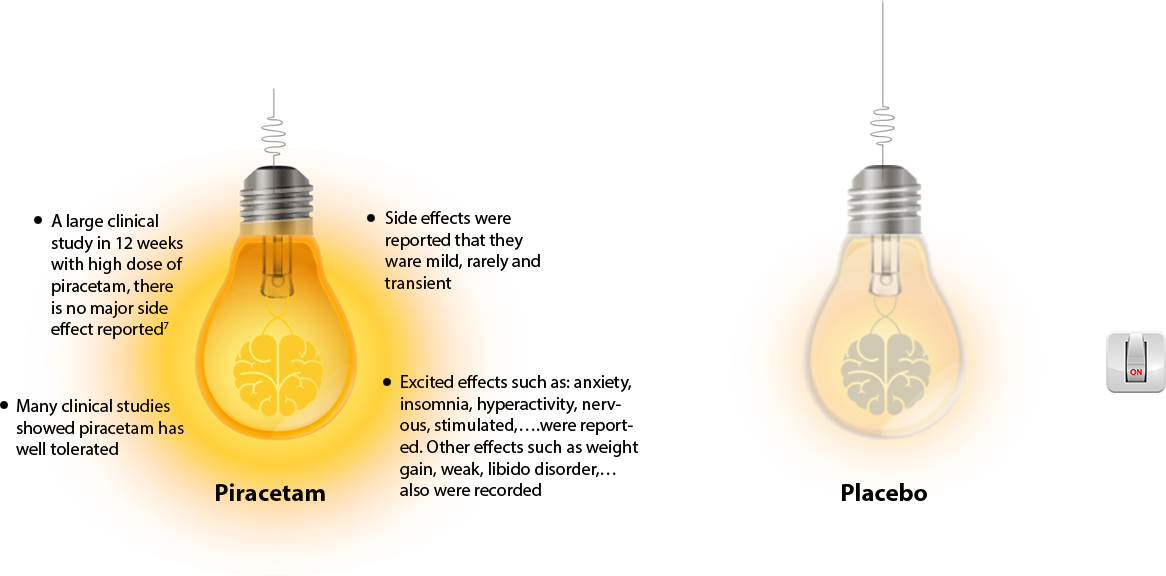 A large clinical
study in 12 weeks
with high dose of
piracetam, there
is no major side
effect reported7
Side effects were
reported that they
ware mild, rarely and
transient
Many clinical studies
showed piracetam has
well tolerated
Excited effects such as: anxiety,
insomnia, hyperactivity, nerv-
ous, stimulated,….were report-
ed. Other effects such as weight
gain, weak, libido disorder,…
also were recorded
Piracetam
Placebo
ON